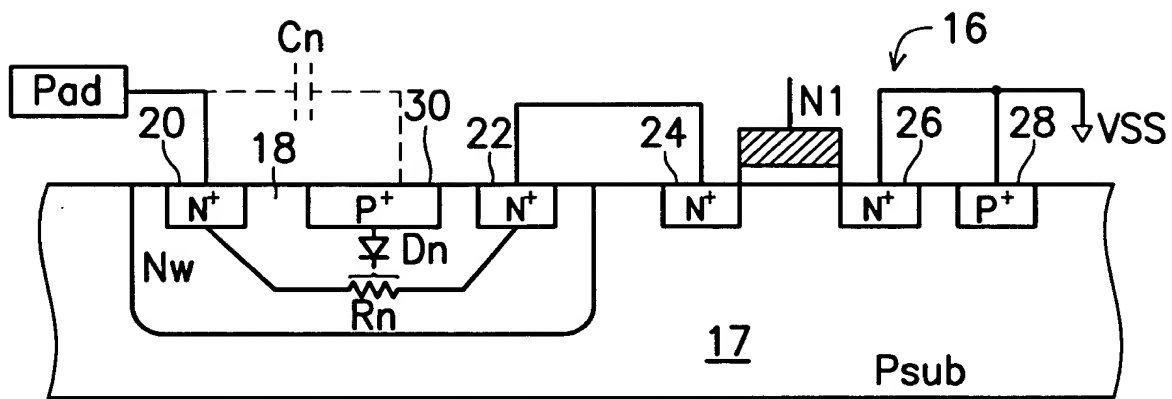 Cn
16
Pad
N1
20
18
30
22
24
26
28
VSS
N+
P+
N+
N+
N+
P+
Nw
Dn
Rn
17
Psub